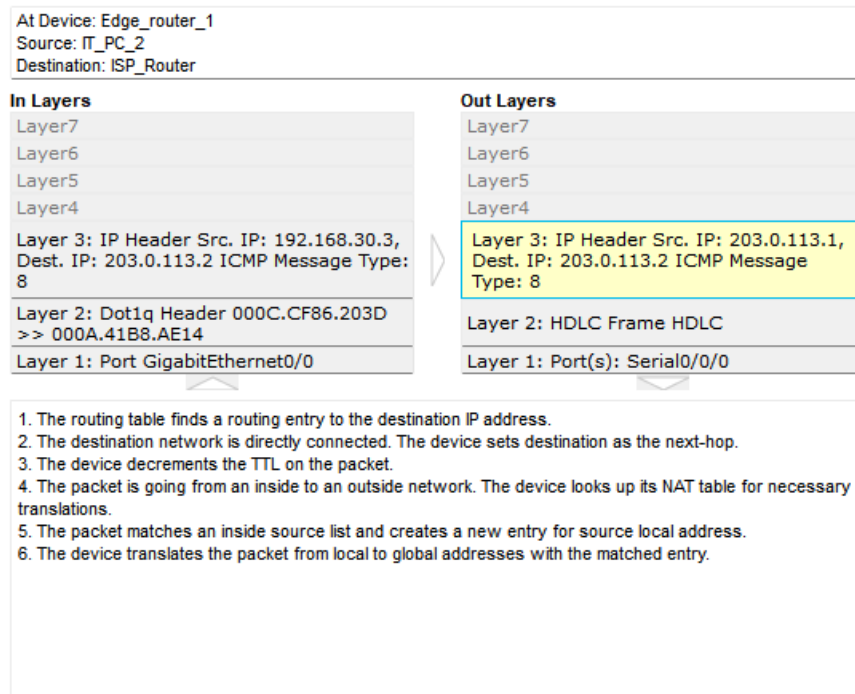 At Device: Edge_router_1
Source: IT_PC_2
Destination: ISP_Router
In Layers
Layer7
Layer6
Layer5
Layer4
Layer 3: IP Header Src. IP: 192.168.30.3,
Dest. IP: 203.0.113.2 ICMP Message Type:
8
Layer 2: Dot1q Header 000C.CF86.203D
>> 000A.41B8.AE14
Layer 1: Port GigabitEthernet0/0
Out Layers
Layer7
Layer6
Layer5
Layer4
Layer 3: IP Header Src. IP: 203.0.113.1,
Dest. IP: 203.0.113.2 ICMP Message
Type: 8
Layer 2: HDLC Frame HDLC
Layer 1: Port(s): Serial0/0/0
1. The routing table finds a routing entry to the destination IP address.
2. The destination network is directly connected. The device sets destination as the next-hop.
3. The device decrements the TTL on the packet.
4. The packet is going from an inside to an outside network. The device looks up its NAT table for necessary
translations.
5. The packet matches an inside source list and creates a new entry for source local address.
6. The device translates the packet from local to global addresses with the matched entry.